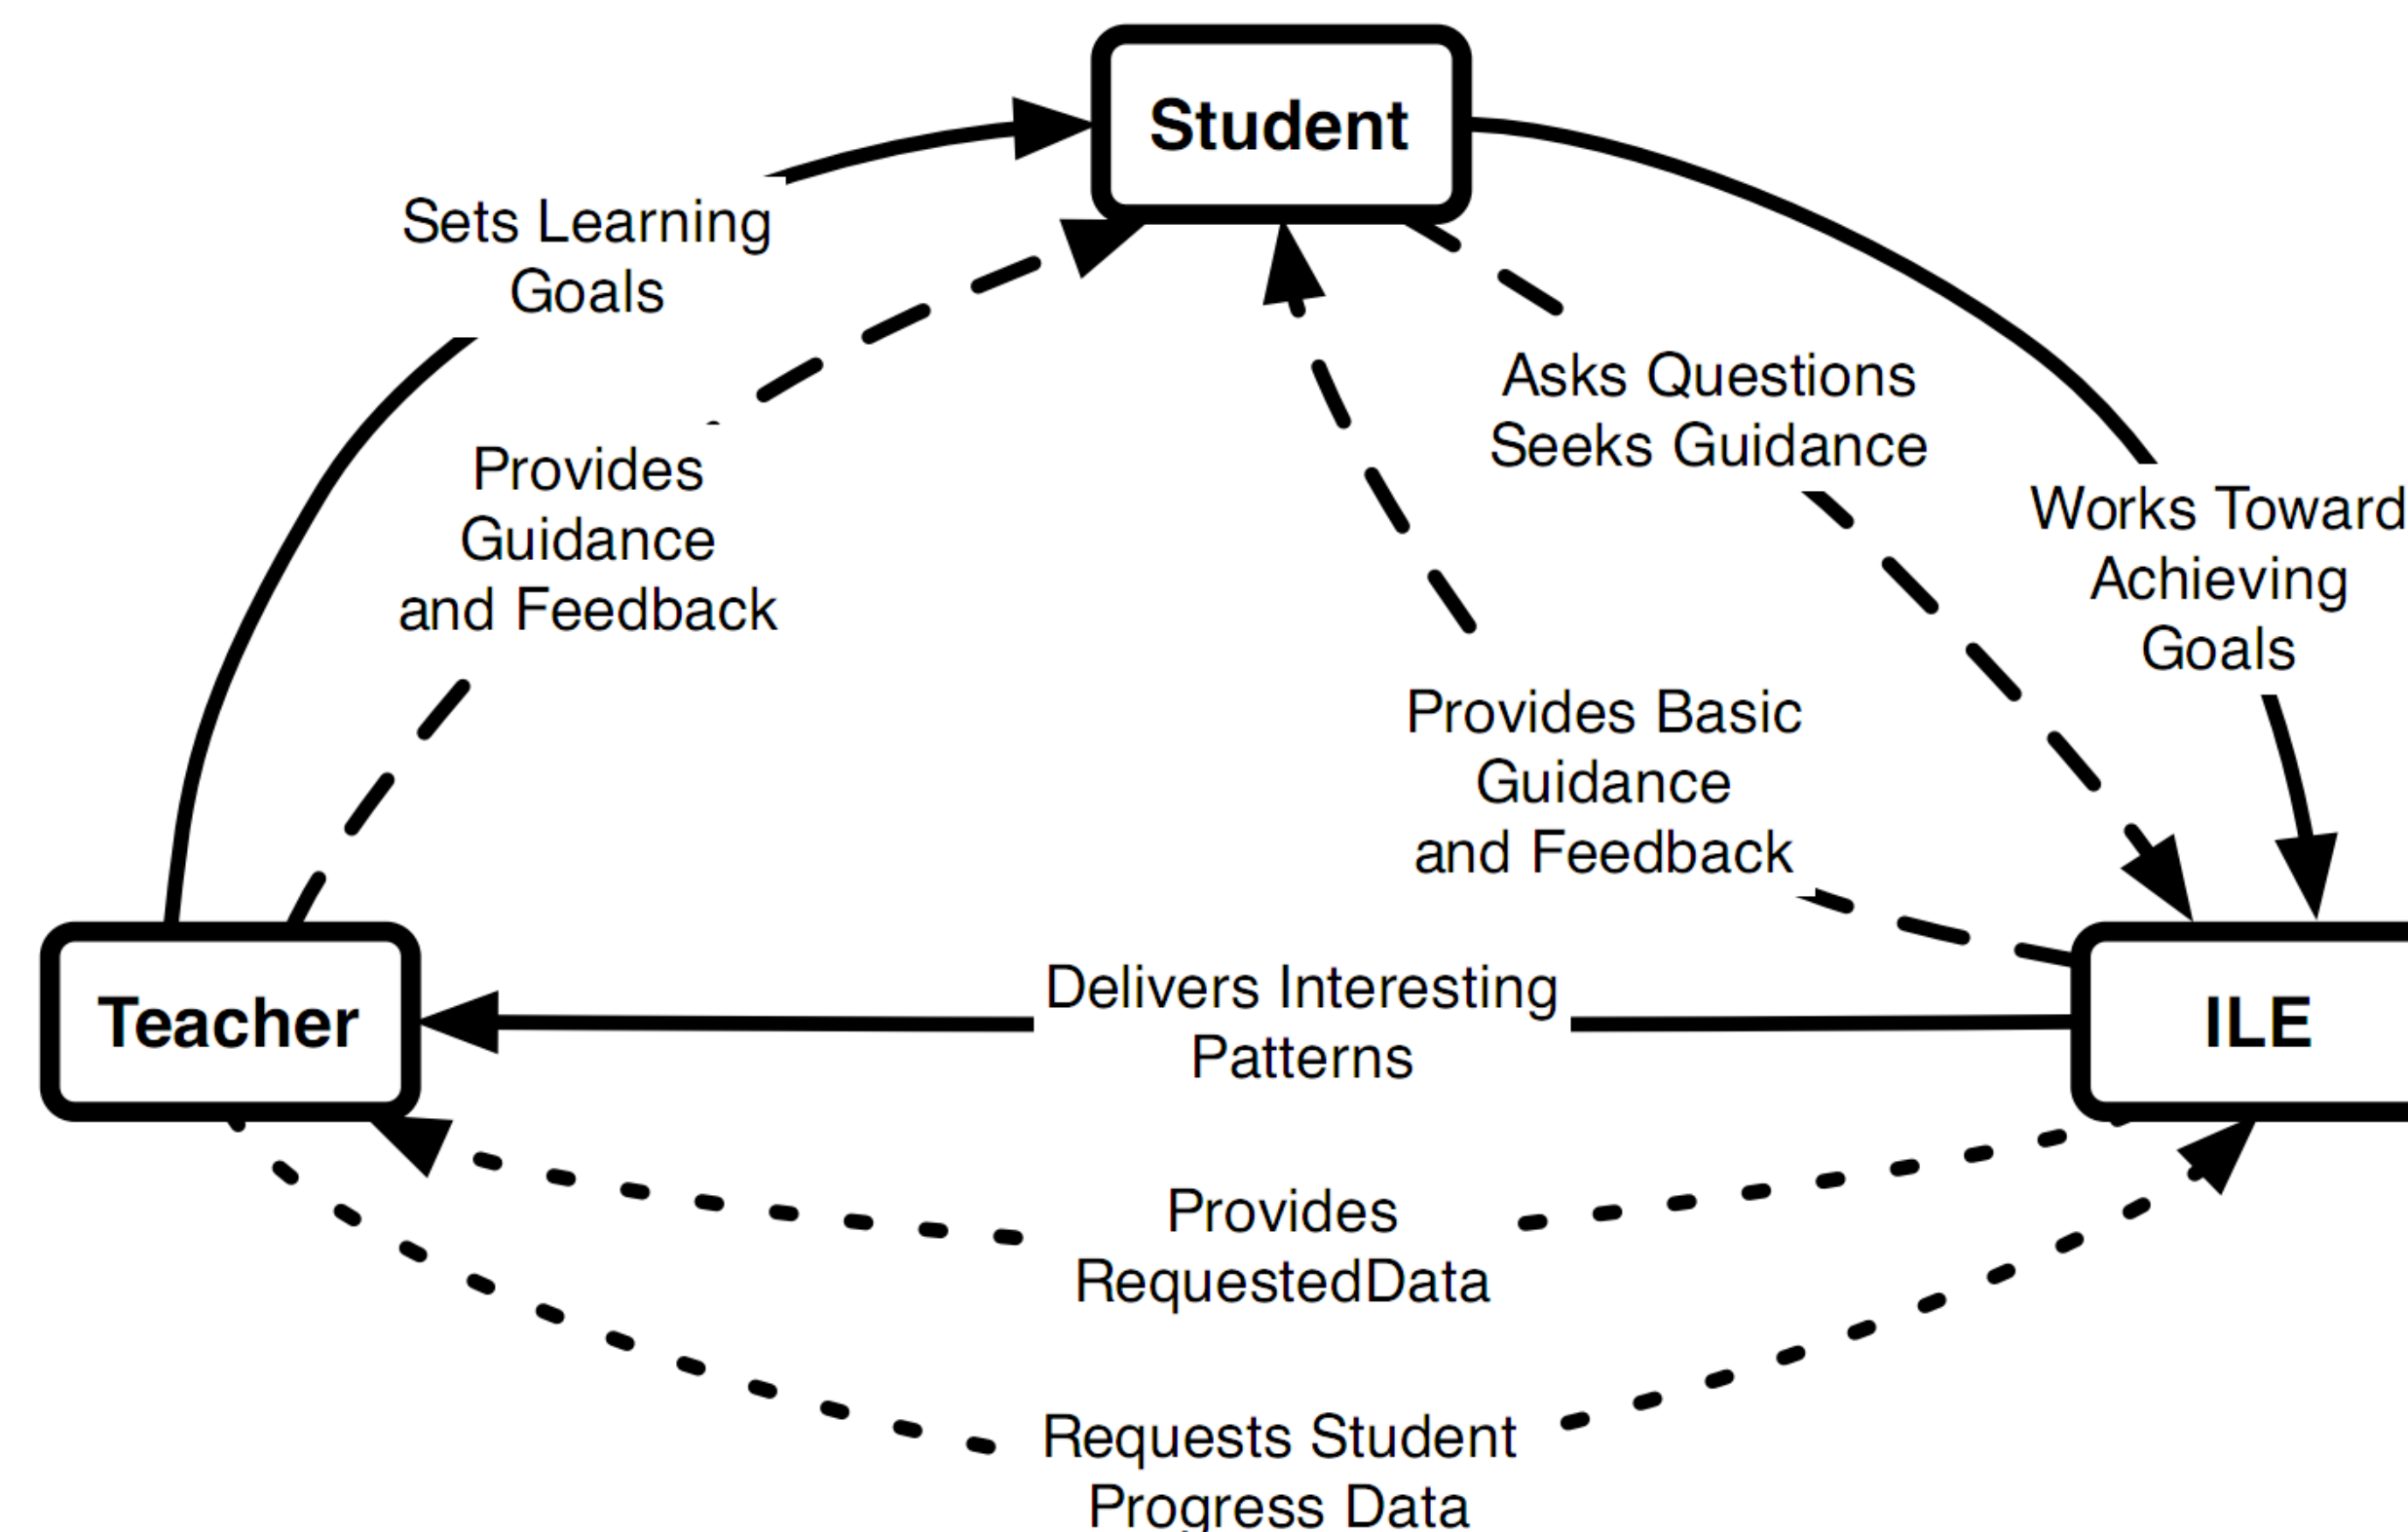 Student
Sets Learning
Goals
Provides
Guidance
and Feedback
Asks Questions
Seeks Guidance
Works Toward
Achieving
Goals
Provides Basic
Guidance
and Feedback
Teacher
Delivers Interesting
Patterns
ILE
Provides
RequestedData
Requests Student
Progress Data